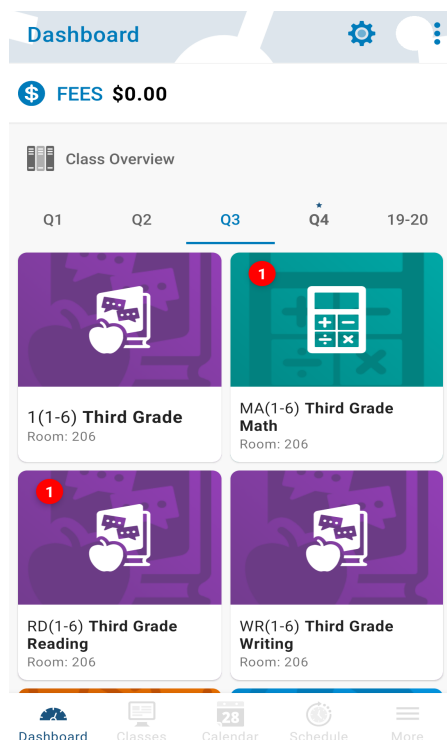 Dashboard
$ FEES $0.00
Class Overview
Q1 Q2 Q3 Q4 19-20
1
1(1-6) Third Grade
Room: 206
MA(1-6) Third Grade
Math
Room: 206
1
RD(1-6) Third Grade
Reading
Room: 206
WR(1-6) Third Grade
Writing
Room: 206
28
Dashboard Classes Calendar Schedule More